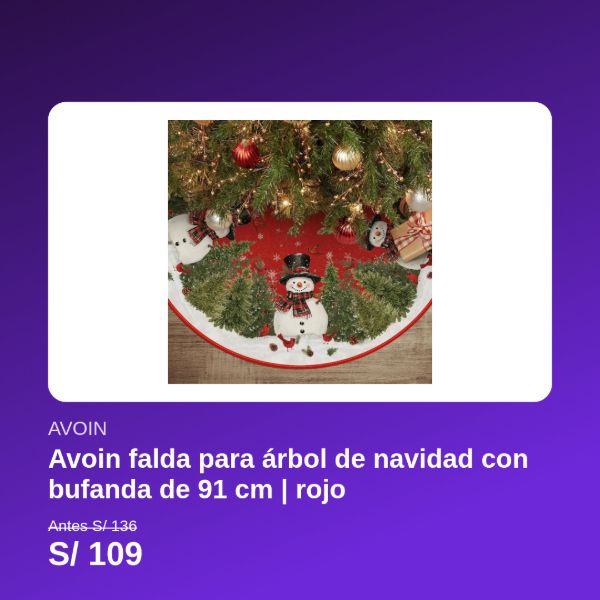 AVOIN
Avoin falda para árbol de navidad con
bufanda de 91 cm | rojo
Antes S/ 136
S/ 109